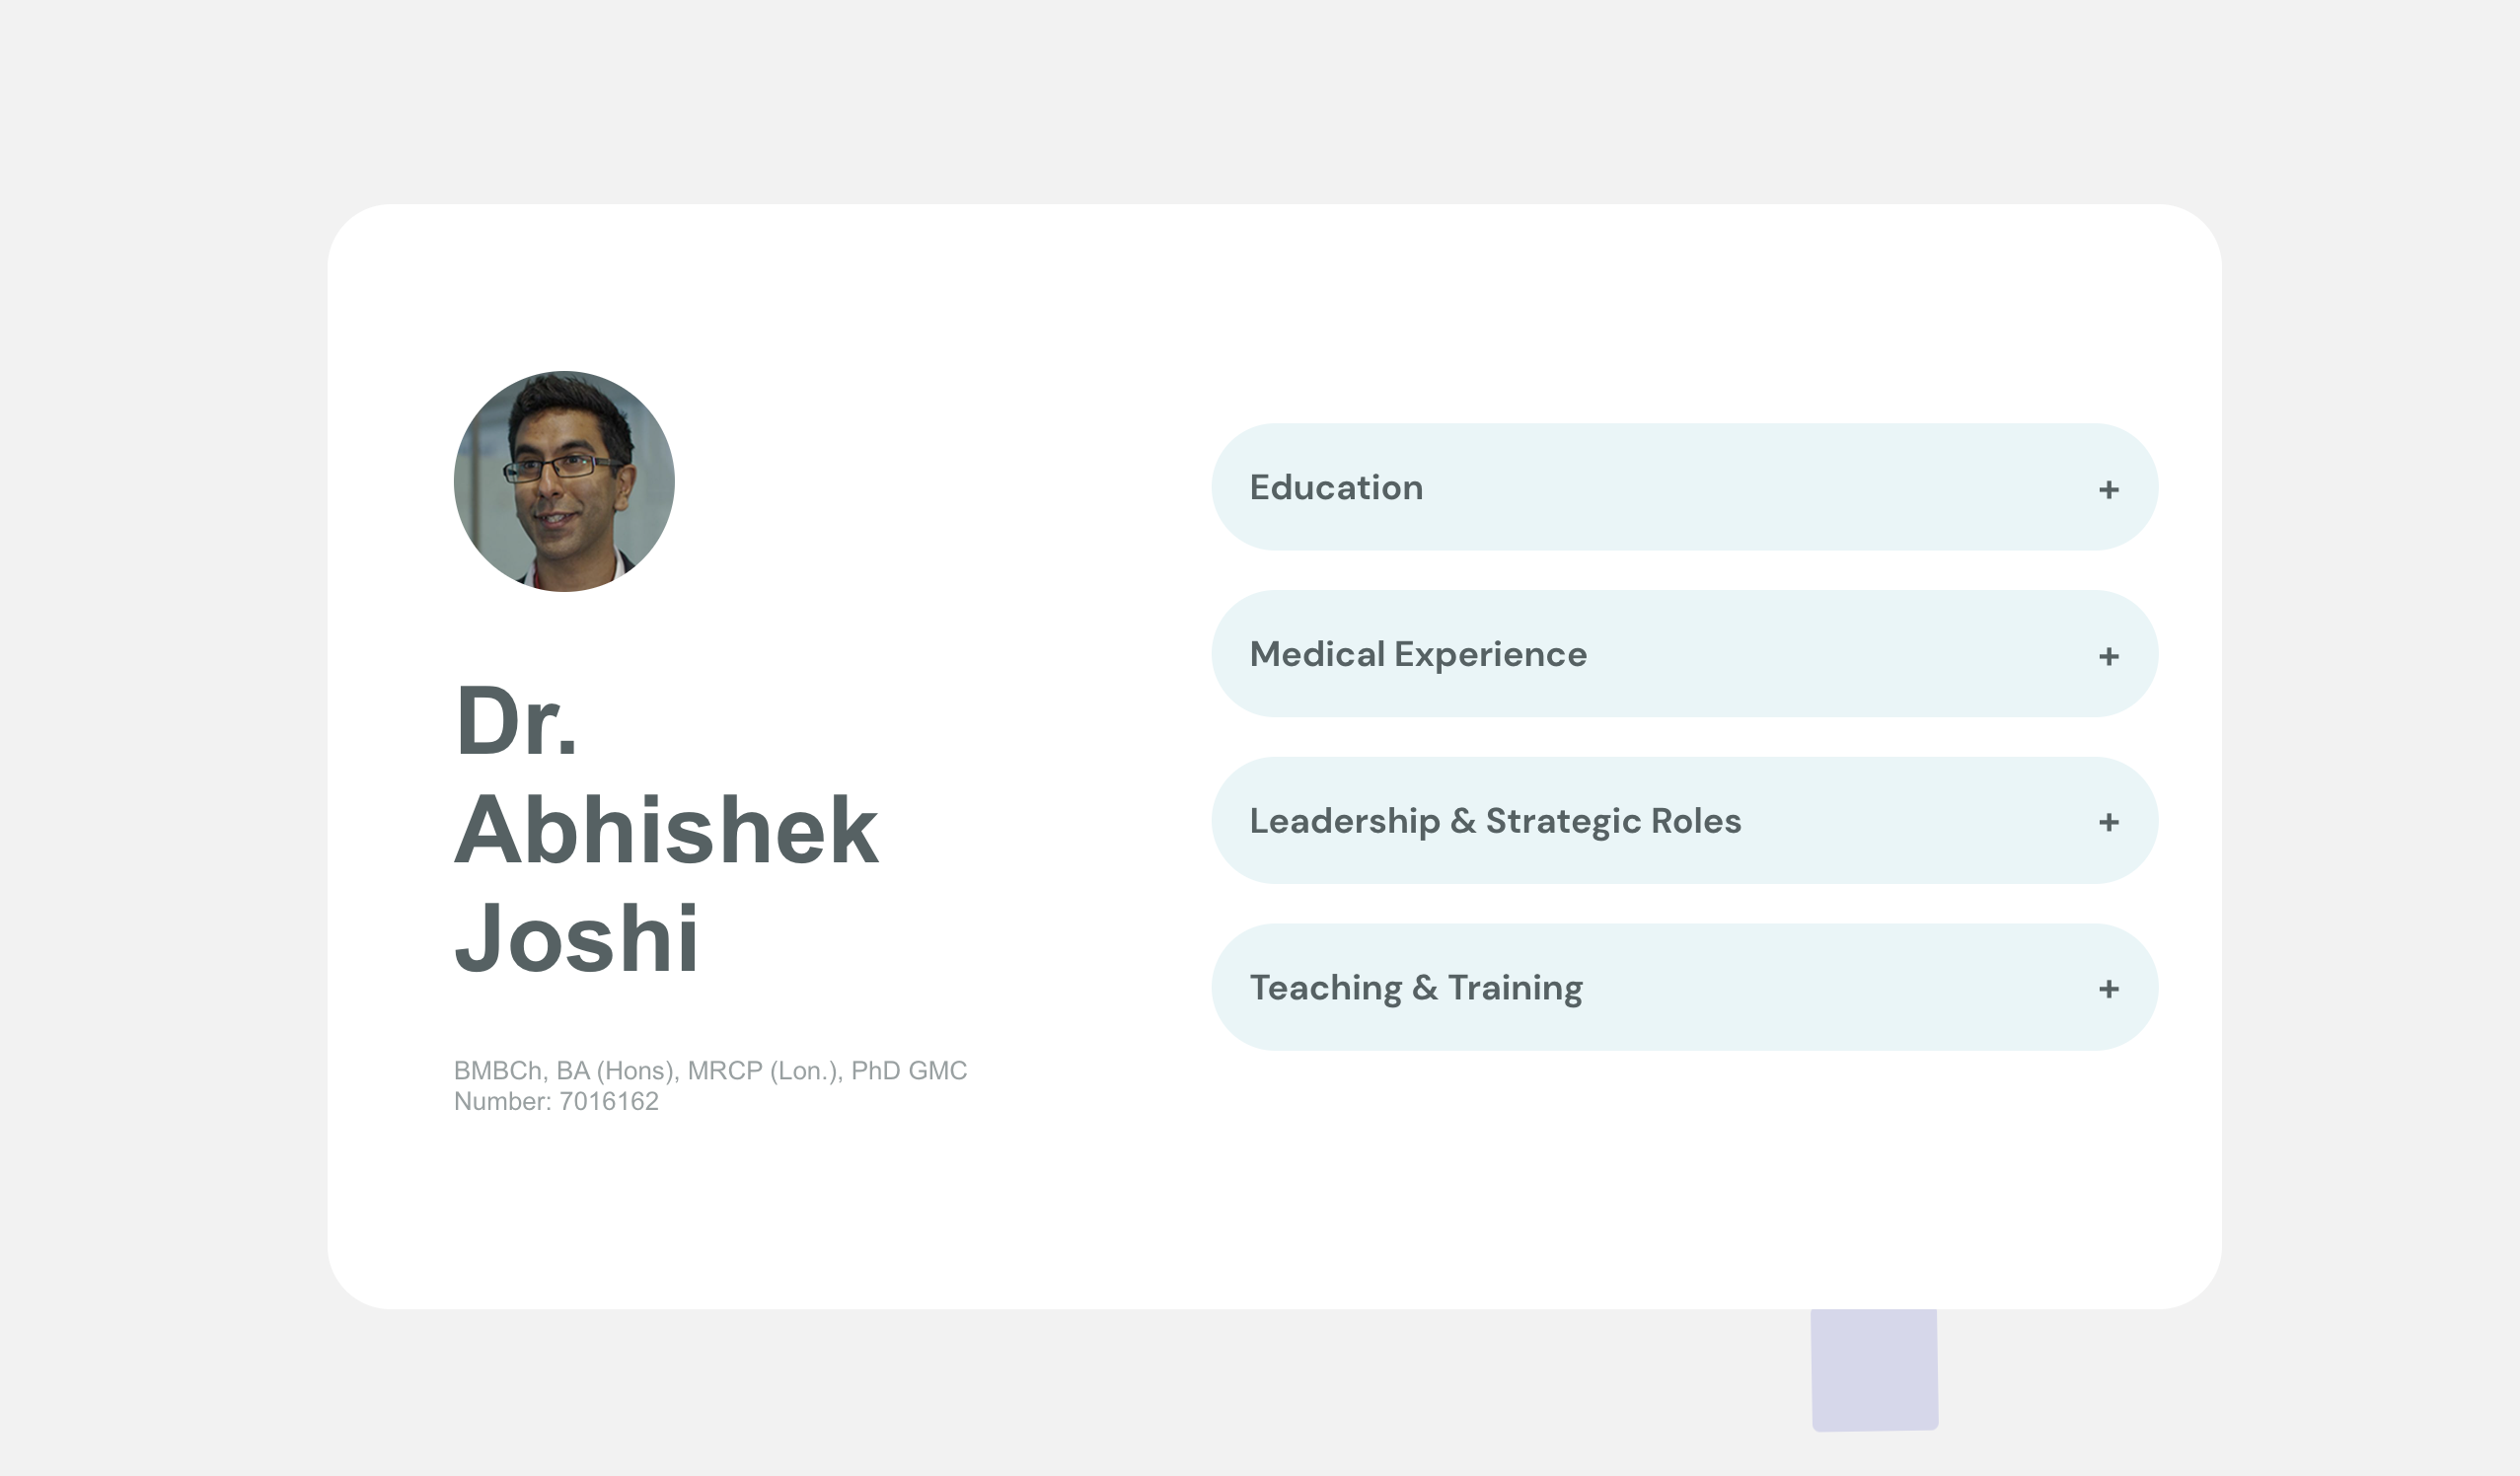 Dr.
Abhishek
Joshi
BMBCh, BA (Hons), MRCP (Lon.), PhD GMC
Number: 7016162
Education +
Medical Experience +
Leadership & Strategic Roles +
Teaching & Training +